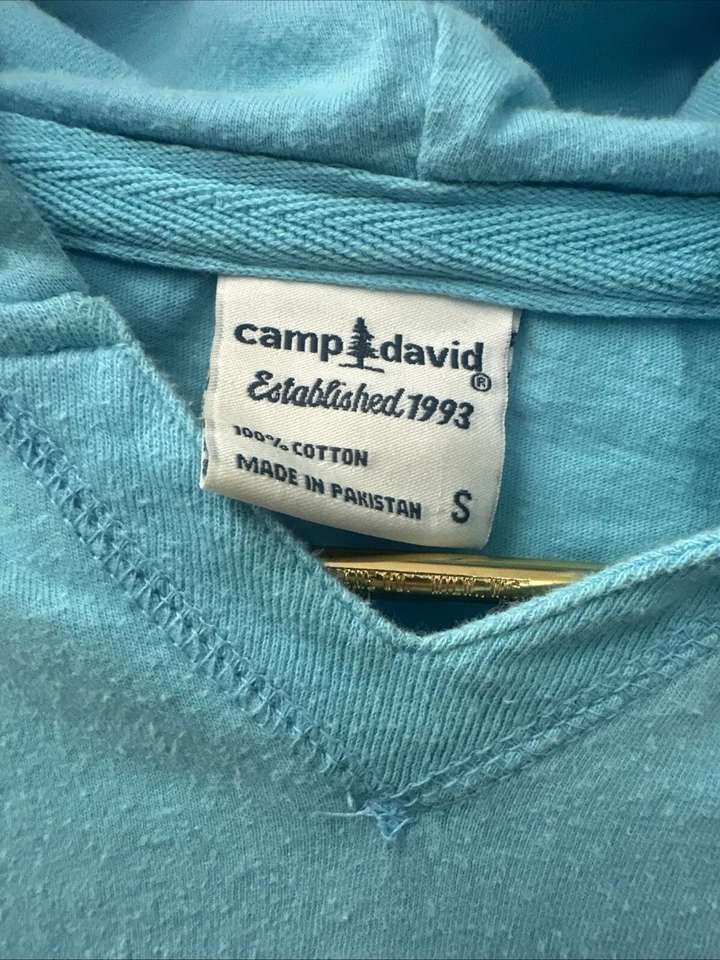 camp david®
Established 1993
100% COTTON
MADE IN PAKISTAN S